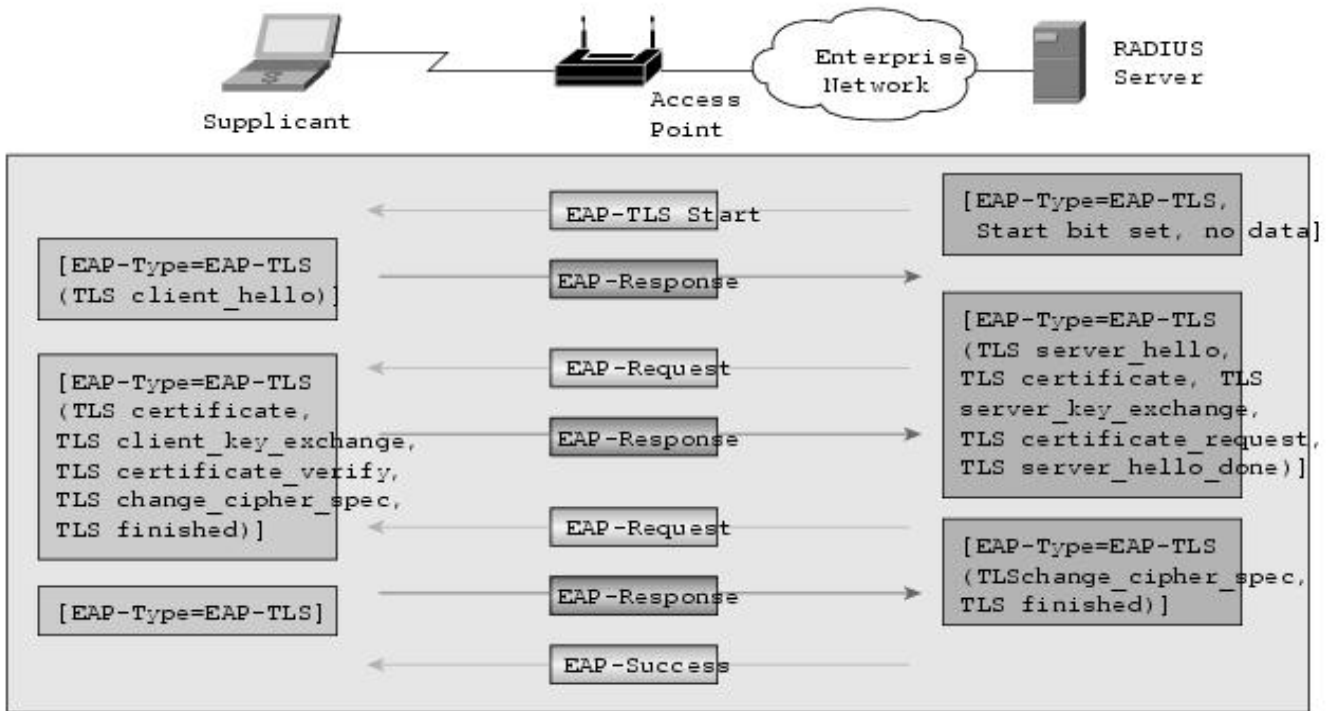 Enterprise
Network
RADIUS
Server
Supplicant
Access
Point
EAP-TLS Start
[EAP-Type=EAP-TLS,
Start bit set, no data]
[EAP-Type=EAP-TLS
(TLS client_hello)]
EAP-Response
[EAP-Type=EAP-TLS
(TLS server_hello,
TLS certificate, TLS
server_key_exchange,
TLS certificate_request,
TLS server_hello_done)]
EAP-Request
[EAP-Type=EAP-TLS
(TLS certificate,
TLS client_key_exchange,
TLS certificate_verify,
TLS change_cipher_spec,
TLS finished)]
EAP-Response
EAP-Request
[EAP-Type=EAP-TLS
(TLSchange_cipher_spec,
TLS finished)]
[EAP-Type=EAP-TLS]
EAP-Response
EAP-Success